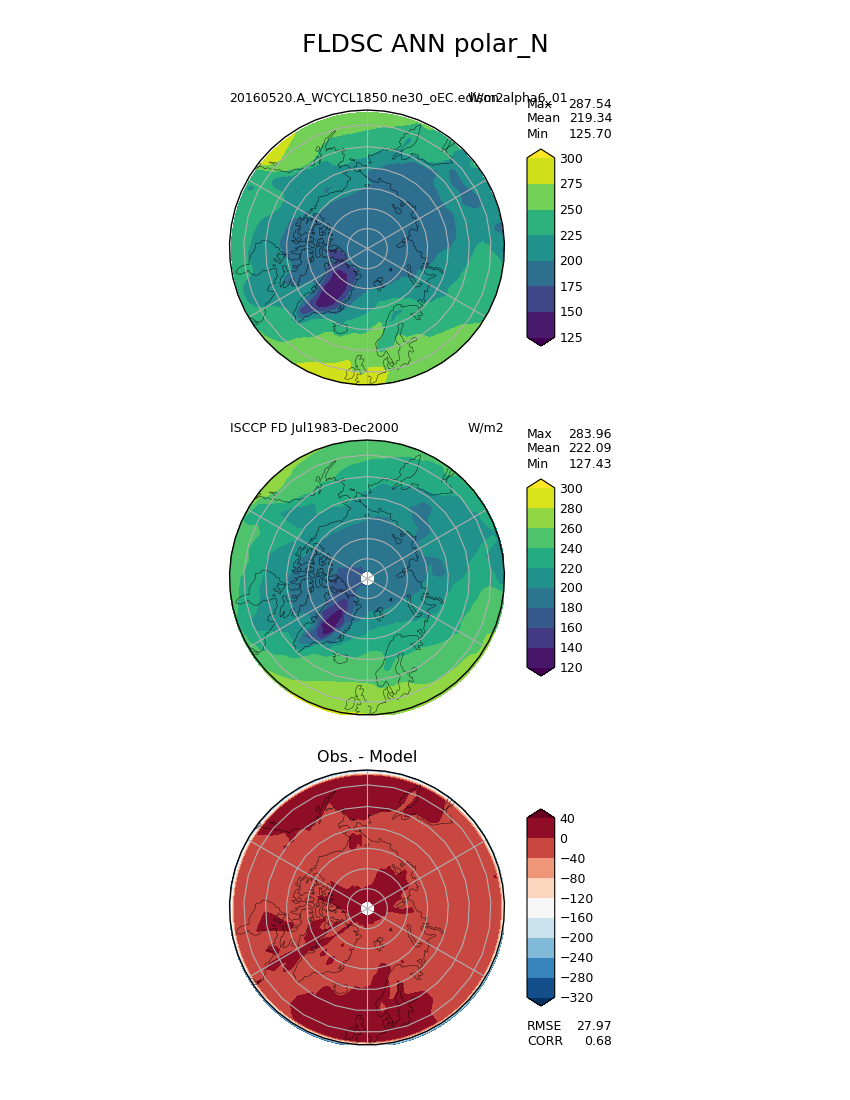 FLDSC ANN polar_N
20160520.A_WCYCL1850.ne30_oEC.edison.alpha6_01
W/m2
Max 287.54
Mean 219.34
Min 125.70
300
275
250
225
200
175
150
125
ISCCP FD Jul1983-Dec2000 W/m2
Max 283.96
Mean 222.09
Min 127.43
300
280
260
240
220
200
180
160
140
120
Obs. - Model
40
0
−40
−80
−120
−160
−200
−240
−280
−320
RMSE 27.97
CORR 0.68